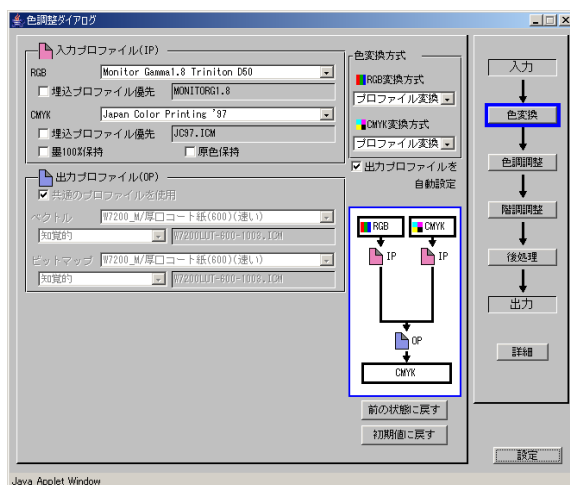 色調整ダイアログ
入力プロファイル(IP)
RGB Monitor Gamma1.8 Triniton D50
埋込プロファイル優先 MONITORG1.8
CMYK Japan Color Printing '97
埋込プロファイル優先 JC97.ICM
墨100%保持 原色保持
出力プロファイル(OP)
共通のプロファイルを使用
ベクトル W7200_M/厚口コート紙(600)(速い)
知覚的 W7200LUT-600-1003.ICM
ビットマップ W7200_M/厚口コート紙(600)(速い)
知覚的 W7200LUT-600-1003.ICM
色変換方式
RGB変換方式
プロファイル変換
CMYK変換方式
プロファイル変換
出力プロファイルを
自動設定
RGB CMYK
IP IP
OP
CMYK
前の状態に戻す
初期値に戻す
入力
色変換
色調調整
階調調整
後処理
出力
詳細
設定
Java Applet Window